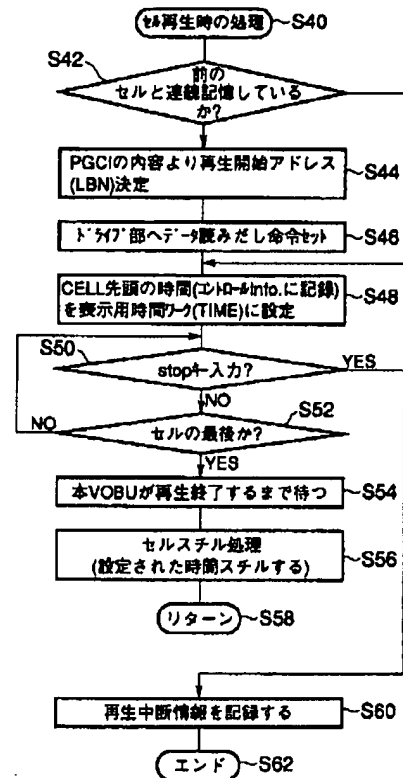 セル再生時の処理
S40
S42
前の
セルと連続記憶している
か?
PGCIの内容より再生開始アドレス
(LBN)決定
S44
ドライブ部へデータ読みだし命令セット
S46
CELL先頭の時間(コントロールInfo.に記録)
を表示用時間ワーク(TIME)に設定
S48
S50
stopキー入力?
YES
NO
S52
セルの最後か?
NO
YES
本VOBUが再生終了するまで待つ
S54
セルスチル処理
(設定された時間スチルする)
S56
リターン
S58
再生中断情報を記録する
S60
エンド
S62